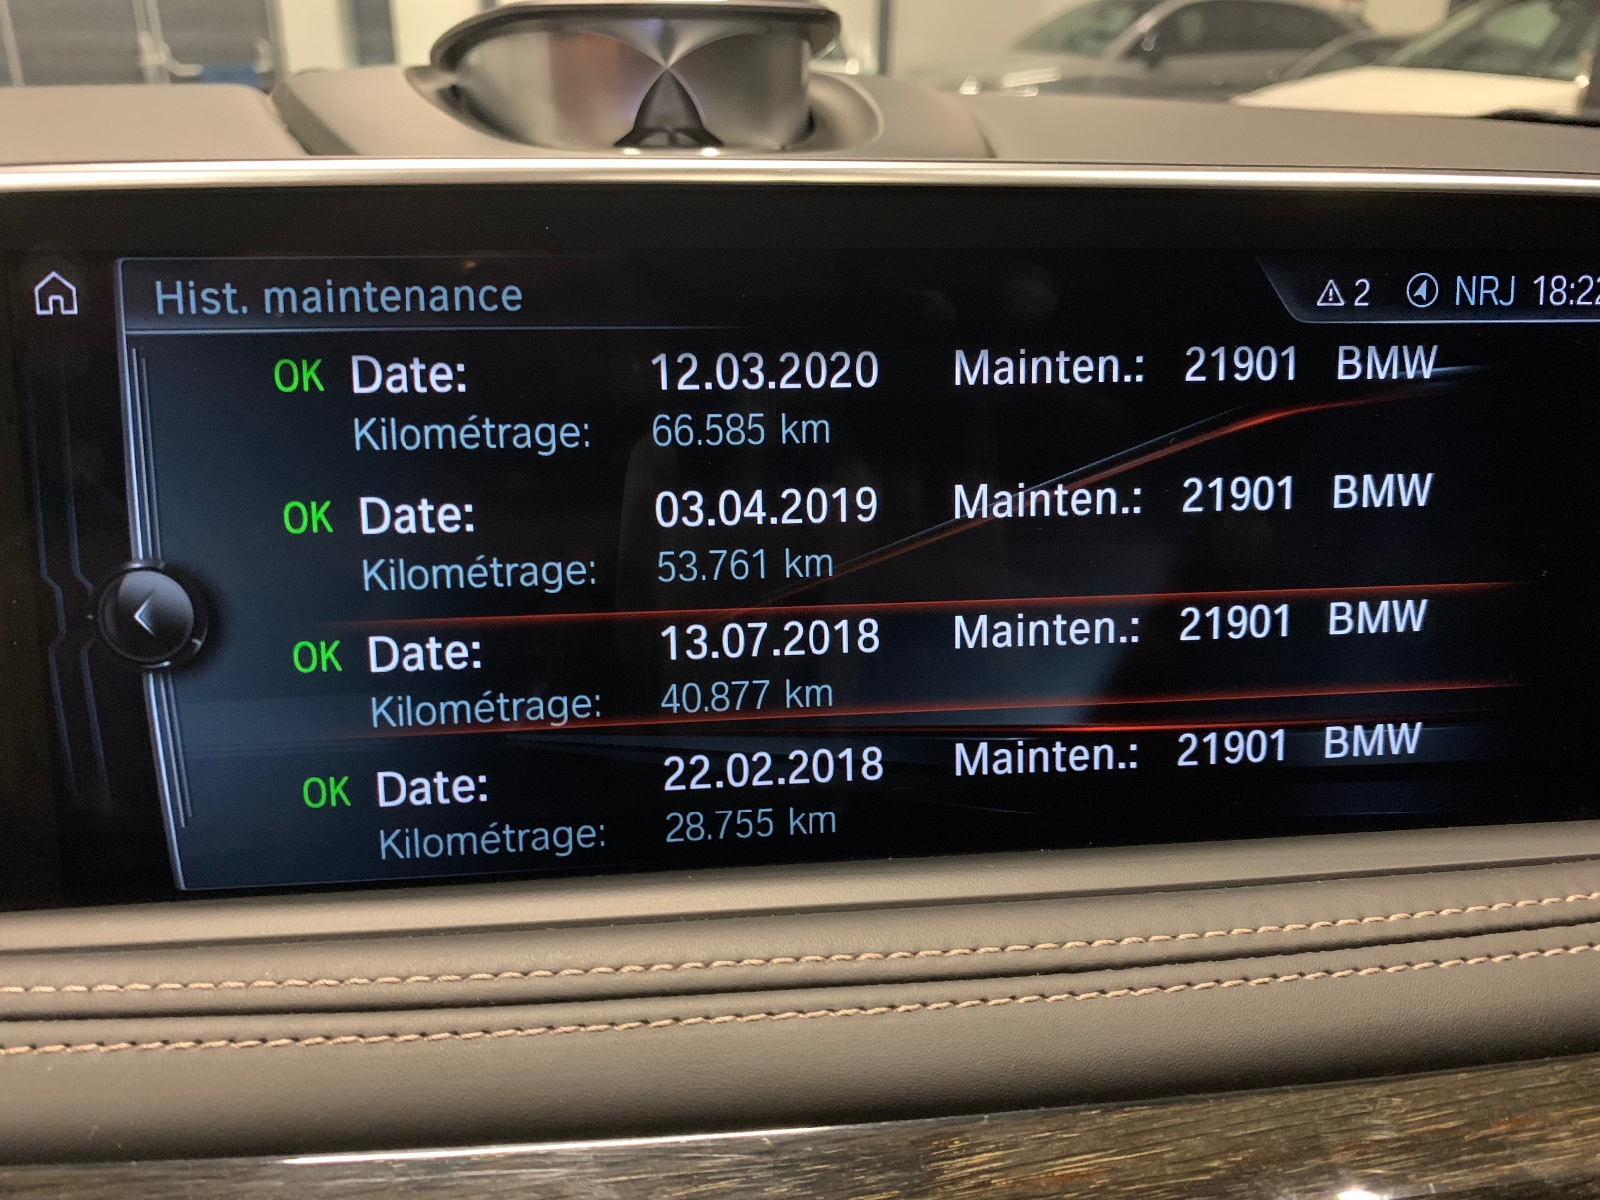 Hist. maintenance 2 NRJ 18:22
OK Date: 12.03.2020 Mainten.: 21901 BMW
Kilométrage: 66.585 km
OK Date: 03.04.2019 Mainten.: 21901 BMW
Kilométrage: 53.761 km
OK Date: 13.07.2018 Mainten.: 21901 BMW
Kilométrage: 40.877 km
OK Date: 22.02.2018 Mainten.: 21901 BMW
Kilométrage: 28.755 km